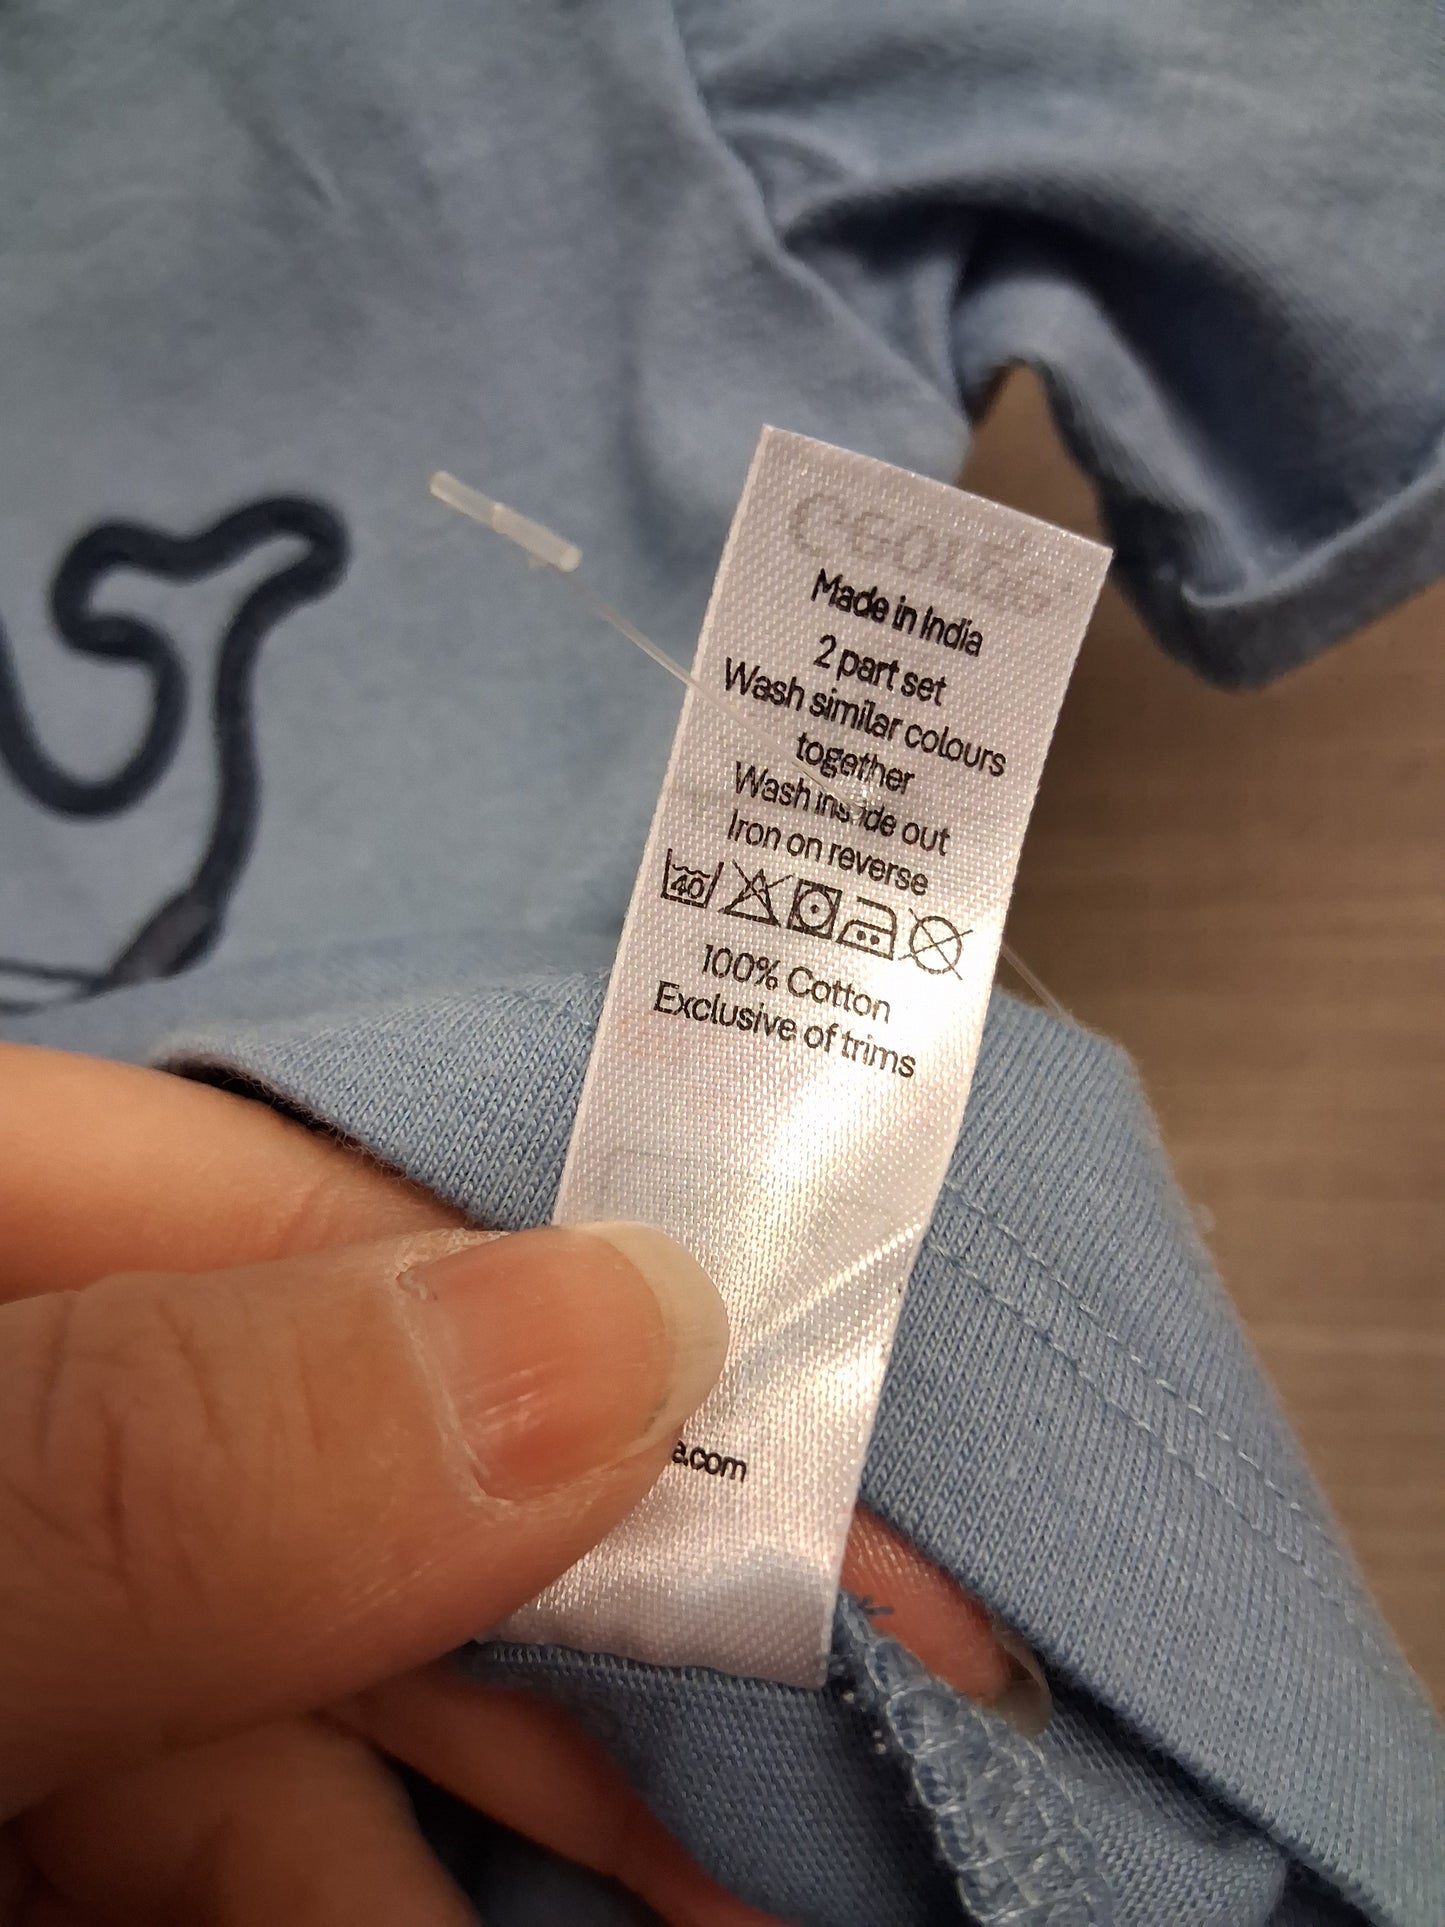 Made in India
2 part set
Wash similar colours
together
Wash inside out
Iron on reverse
40
100% Cotton
Exclusive of trims
a.com